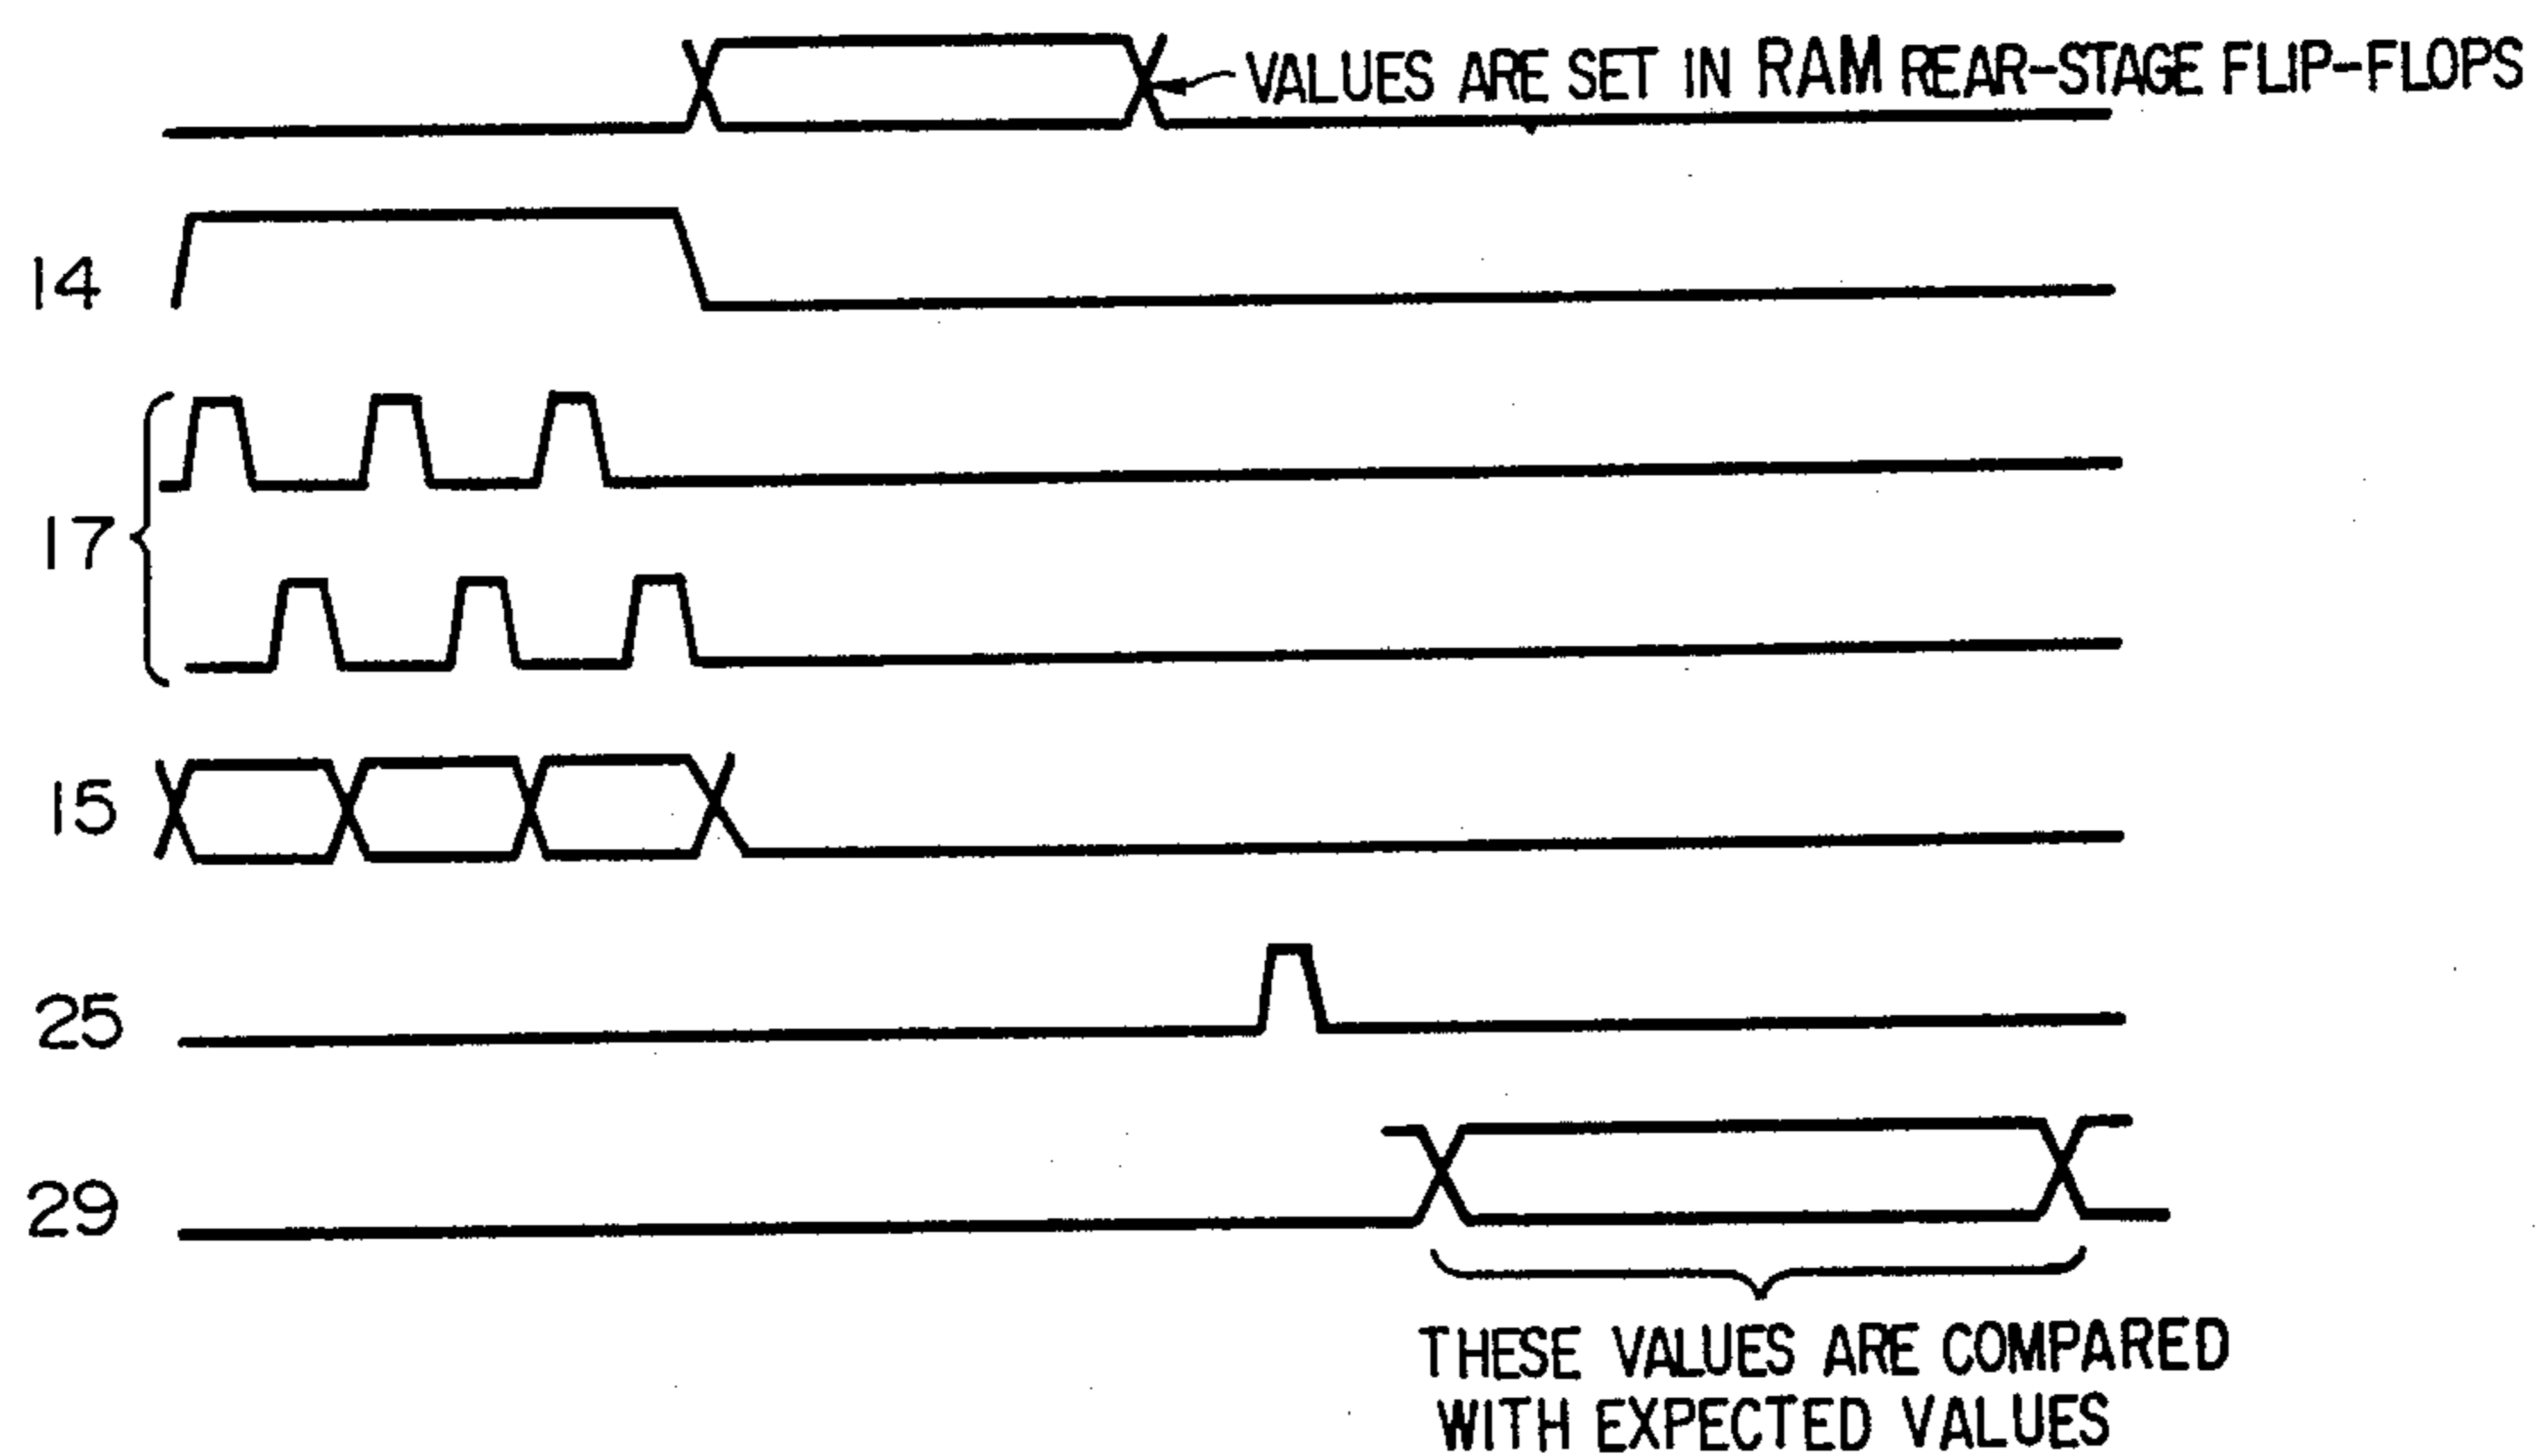 VALUES ARE SET IN RAM REAR-STAGE FLIP-FLOPS
14
17
15
25
29
THESE VALUES ARE COMPARED
WITH EXPECTED VALUES